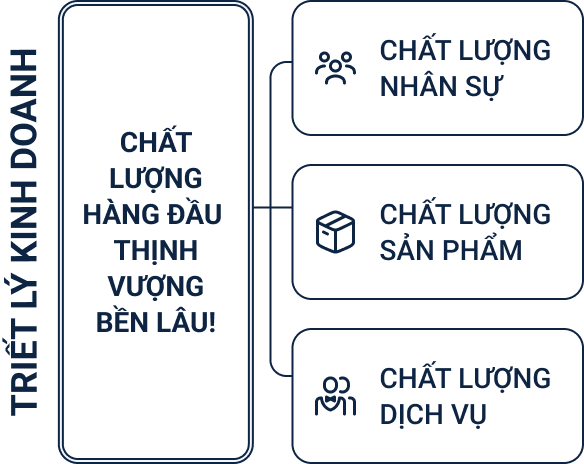 TRIẾT LÝ KINH DOANH
CHẤT
LƯỢNG
HÀNG ĐẦU
THỊNH
VƯỢNG
BỀN LÂU!
CHẤT LƯỢNG
NHÂN SỰ
CHẤT LƯỢNG
SẢN PHẨM
CHẤT LƯỢNG
DỊCH VỤ